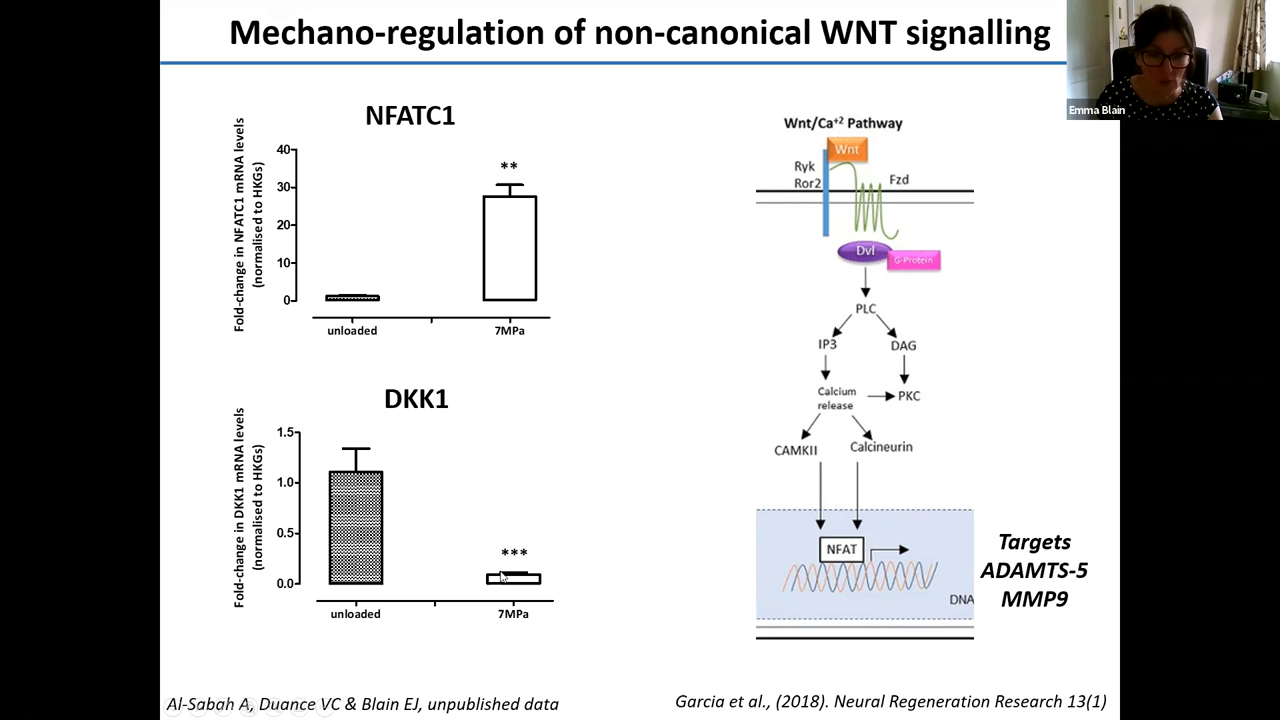 Mechano-regulation of non-canonical WNT signalling
Emma Blain
NFATC1
Fold-change in NFATC1 mRNA levels
(normalised to HKGs)
40
30
20
10
0
**
unloaded
7MPa
DKK1
Fold-change in DKK1 mRNA levels
(normalised to HKGs)
1.5
1.0
0.5
0.0
***
unloaded
7MPa
Wnt/Ca⁺² Pathway
Wnt
Ryk
Ror2
Fzd
Dvl
G-Protein
PLC
IP3
DAG
Calcium
release
PKC
CAMKII
Calcineurin
NFAT
DNA
Targets
ADAMTS-5
MMP9
Al-Sabah A, Duance VC & Blain EJ, unpublished data
Garcia et al., (2018). Neural Regeneration Research 13(1)